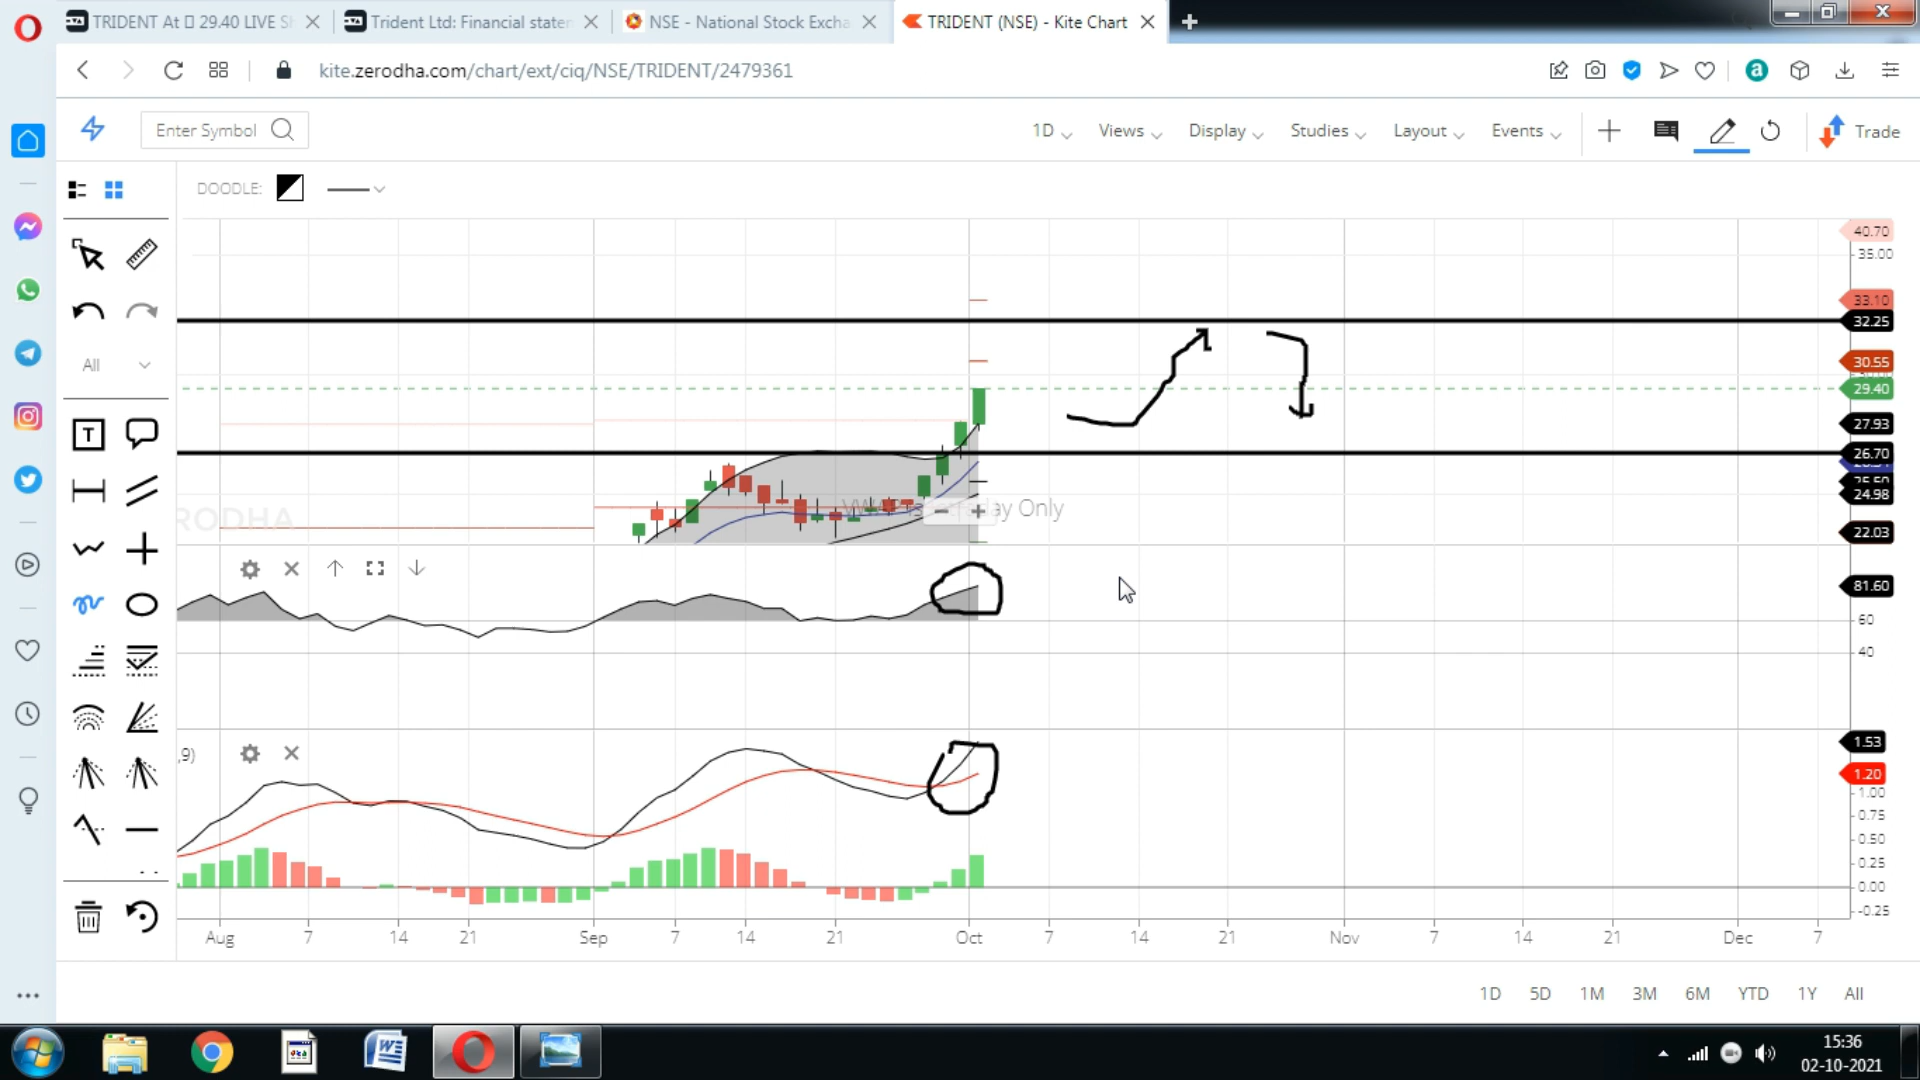 TRIDENT At ▯ 29.40 LIVE S
Trident Ltd: Financial staten
NSE - National Stock Excha
TRIDENT (NSE) - Kite Chart
kite.zerodha.com/chart/ext/ciq/NSE/TRIDENT/2479361
Enter Symbol
1D
Views
Display
Studies
Layout
Events
Trade
DOODLE:
All
T
40.70
35.00
33.10
32.25
30.55
29.40
27.93
26.70
24.98
22.03
ERODHA
ay Only
81.60
60
40
,9)
1.53
1.20
1.00
0.75
0.50
0.25
0.00
-0.25
Aug 7 14 21 Sep 7 14 21 Oct 7 14 21 Nov 7 14 21 Dec 7
1D 5D 1M 3M 6M YTD 1Y All
15:36
02-10-2021